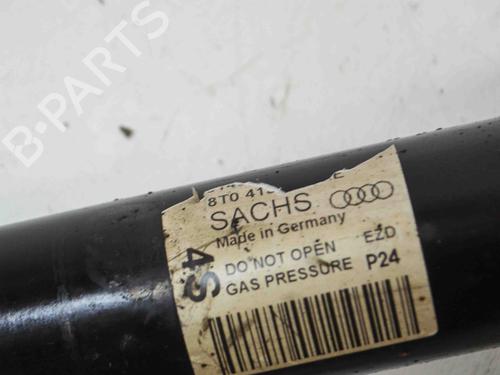 B-PARTS
8T0 41
SACHS
Made in Germany
4S
DO NOT OPEN EZD
GAS PRESSURE P24